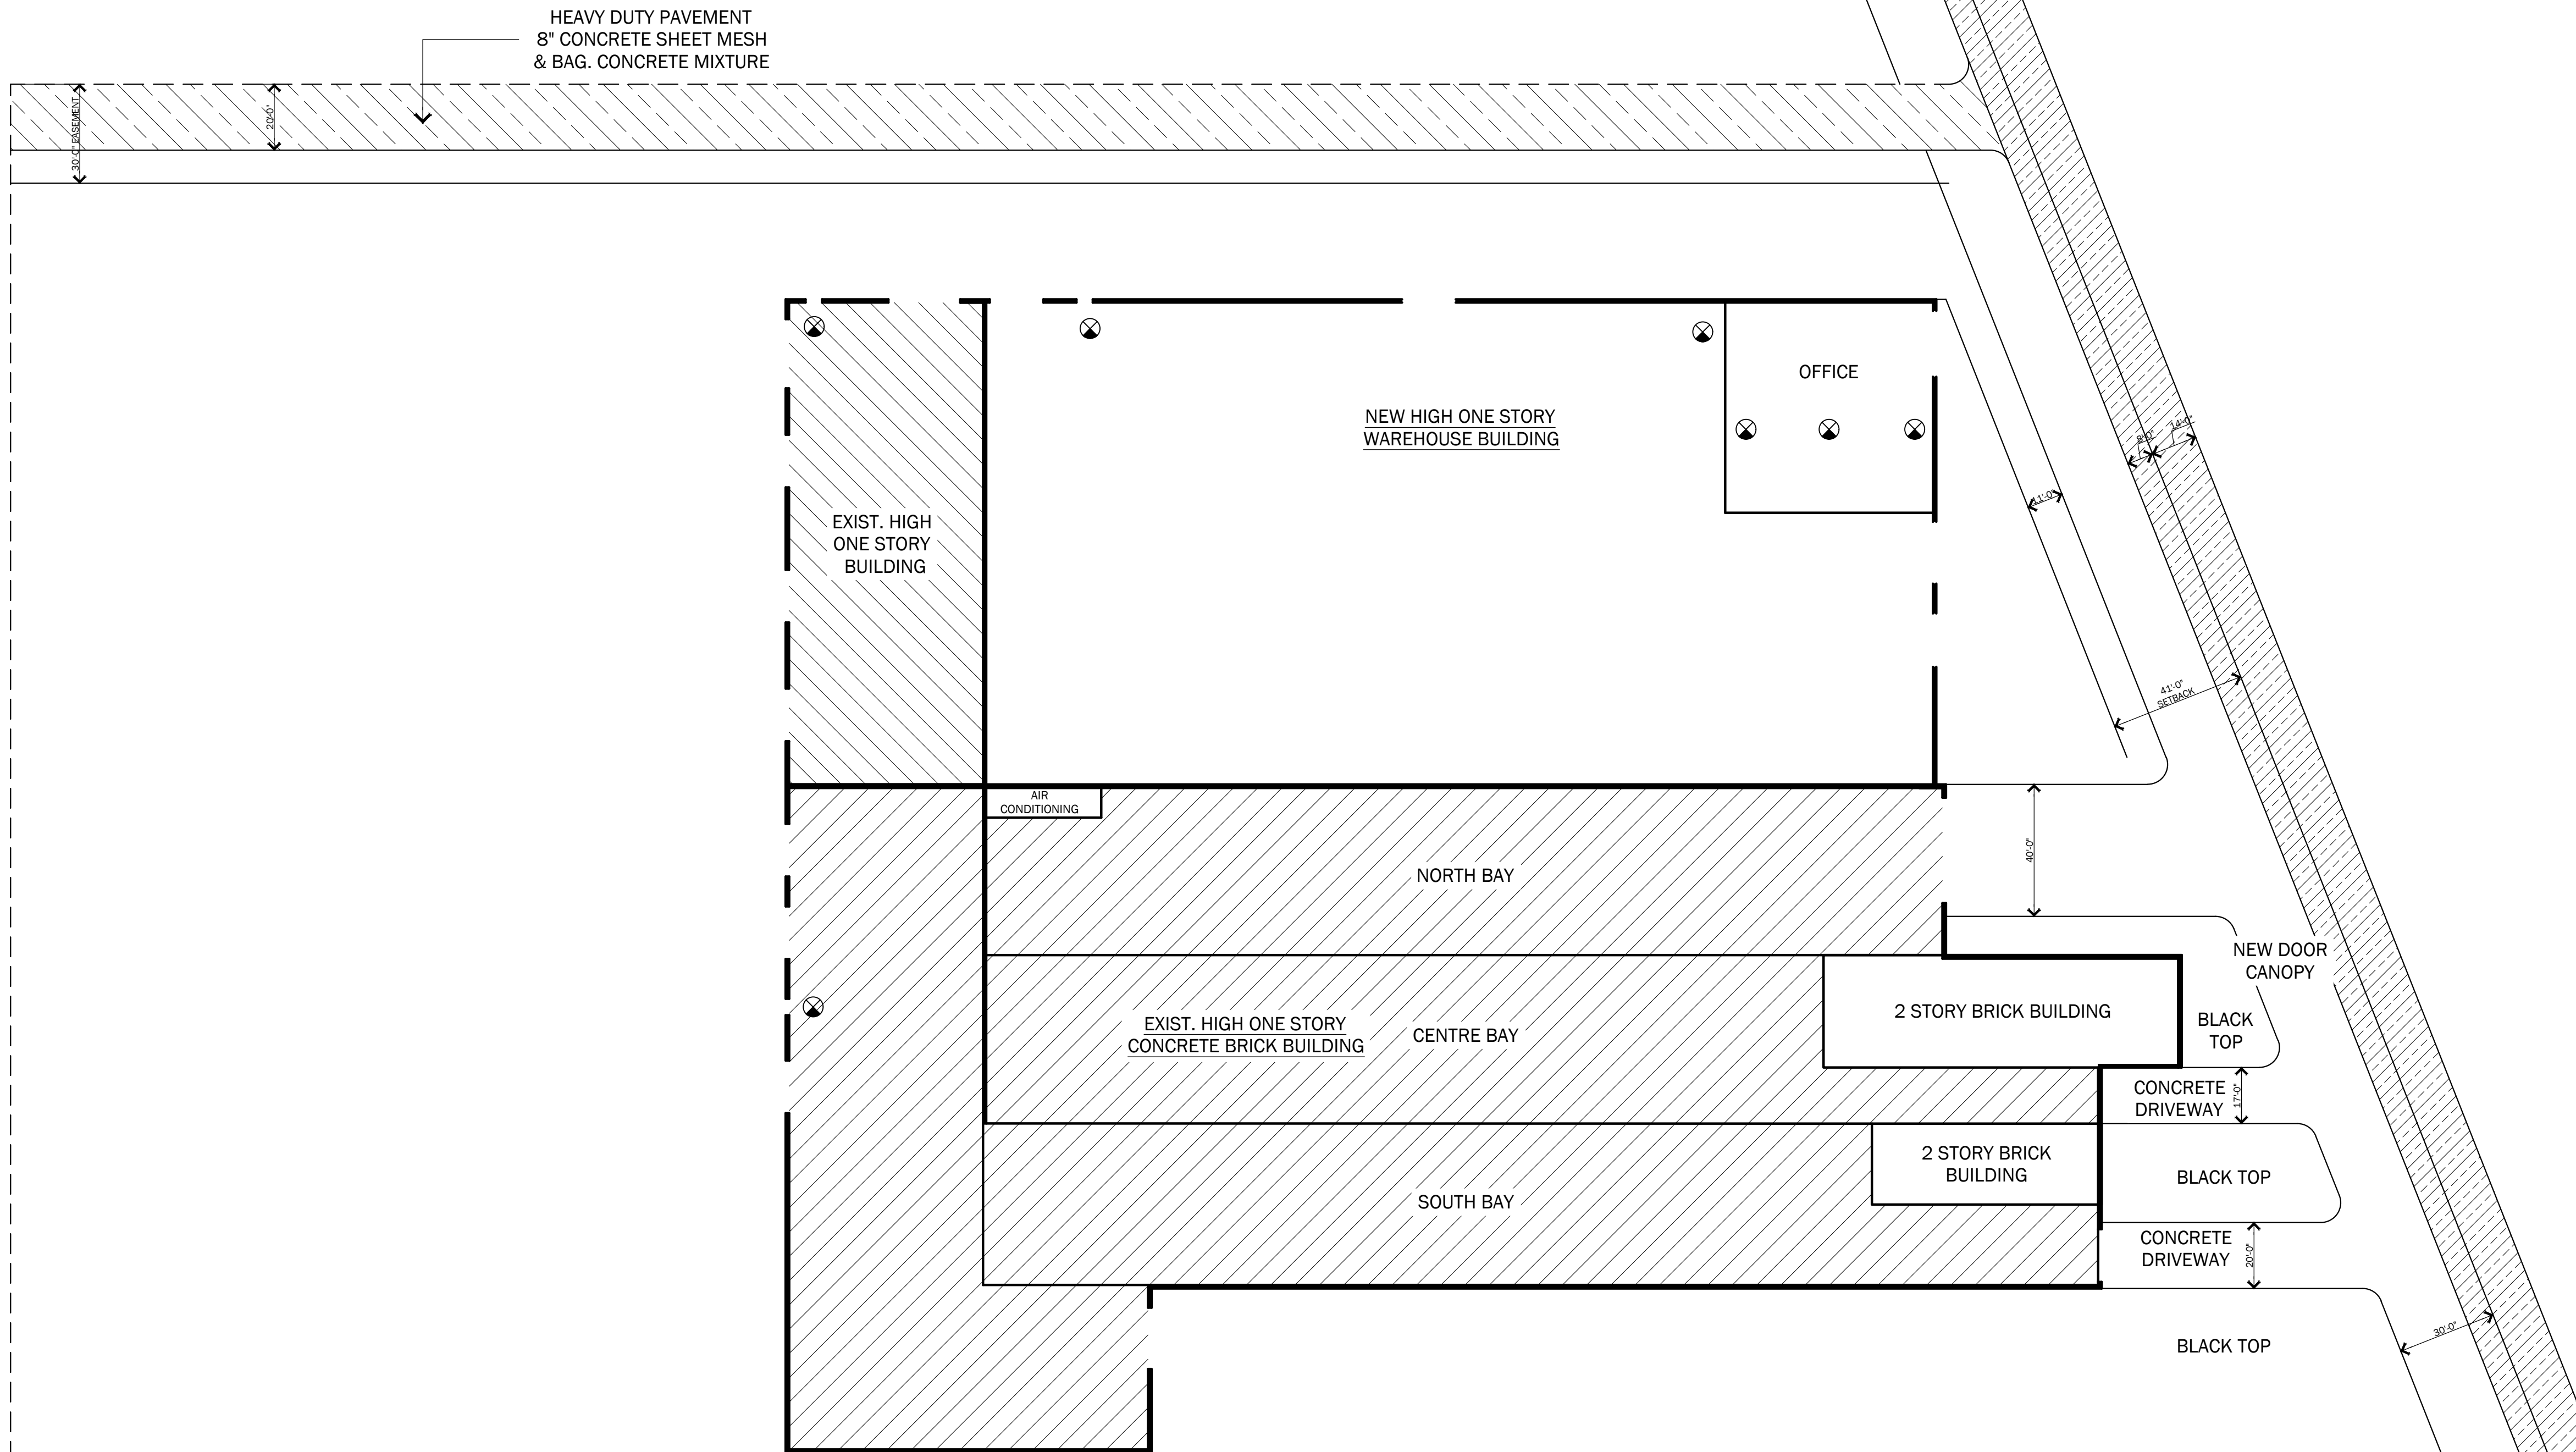 HEAVY DUTY PAVEMENT
8" CONCRETE SHEET MESH
& BAG. CONCRETE MIXTURE
30'-0" EASEMENT
20'-0"
OFFICE
NEW HIGH ONE STORY
WAREHOUSE BUILDING
8'-0"
14'-0"
11'-0"
EXIST. HIGH
ONE STORY
BUILDING
41'-0"
SETBACK
AIR
CONDITIONING
40'-0"
NORTH BAY
NEW DOOR
CANOPY
2 STORY BRICK BUILDING
BLACK
TOP
EXIST. HIGH ONE STORY
CONCRETE BRICK BUILDING
CENTRE BAY
CONCRETE
DRIVEWAY
17'-0"
2 STORY BRICK
BUILDING
BLACK TOP
SOUTH BAY
CONCRETE
DRIVEWAY
20'-0"
30'-0"
BLACK TOP